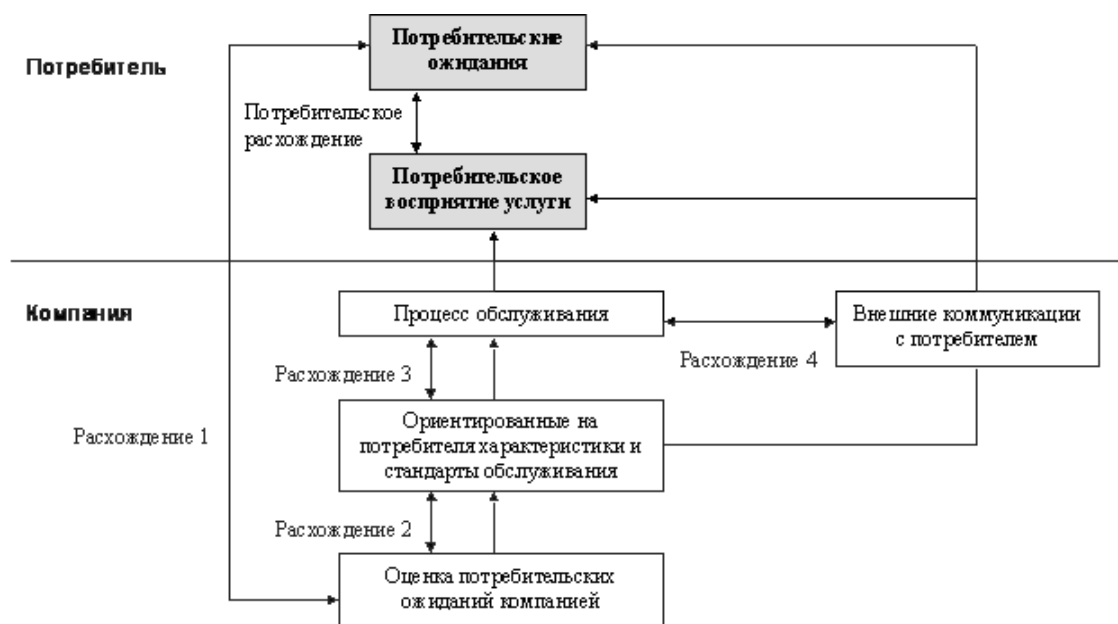 Потребительские
ожидания
Потребитель
Потребительское
расхождение
Потребительское
восприятие услуги
Компания
Процесс обслуживания
Внешние коммуникации
с потребителем
Расхождение 3
Расхождение 4
Расхождение 1
Ориентированные на
потребителя характеристики и
стандарты обслуживания
Расхождение 2
Оценка потребительских
ожиданий компанией